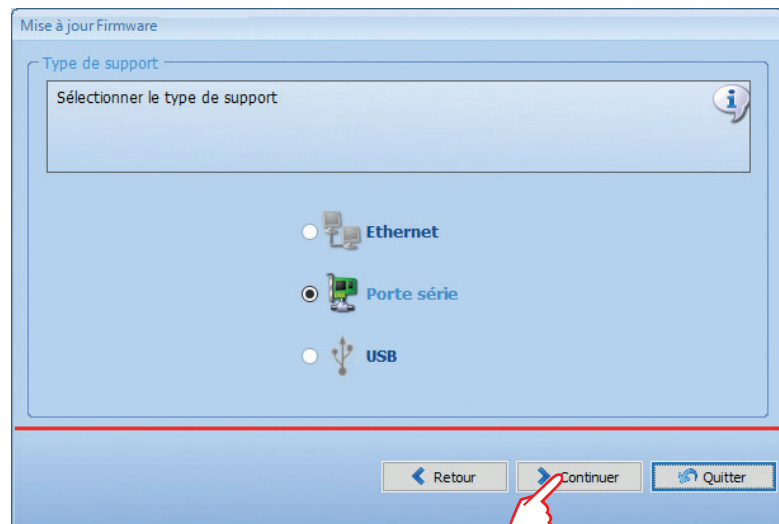 Mise à jour Firmware
Type de support
Sélectionner le type de support
Ethernet
Porte série
USB
Retour
Continuer
Quitter